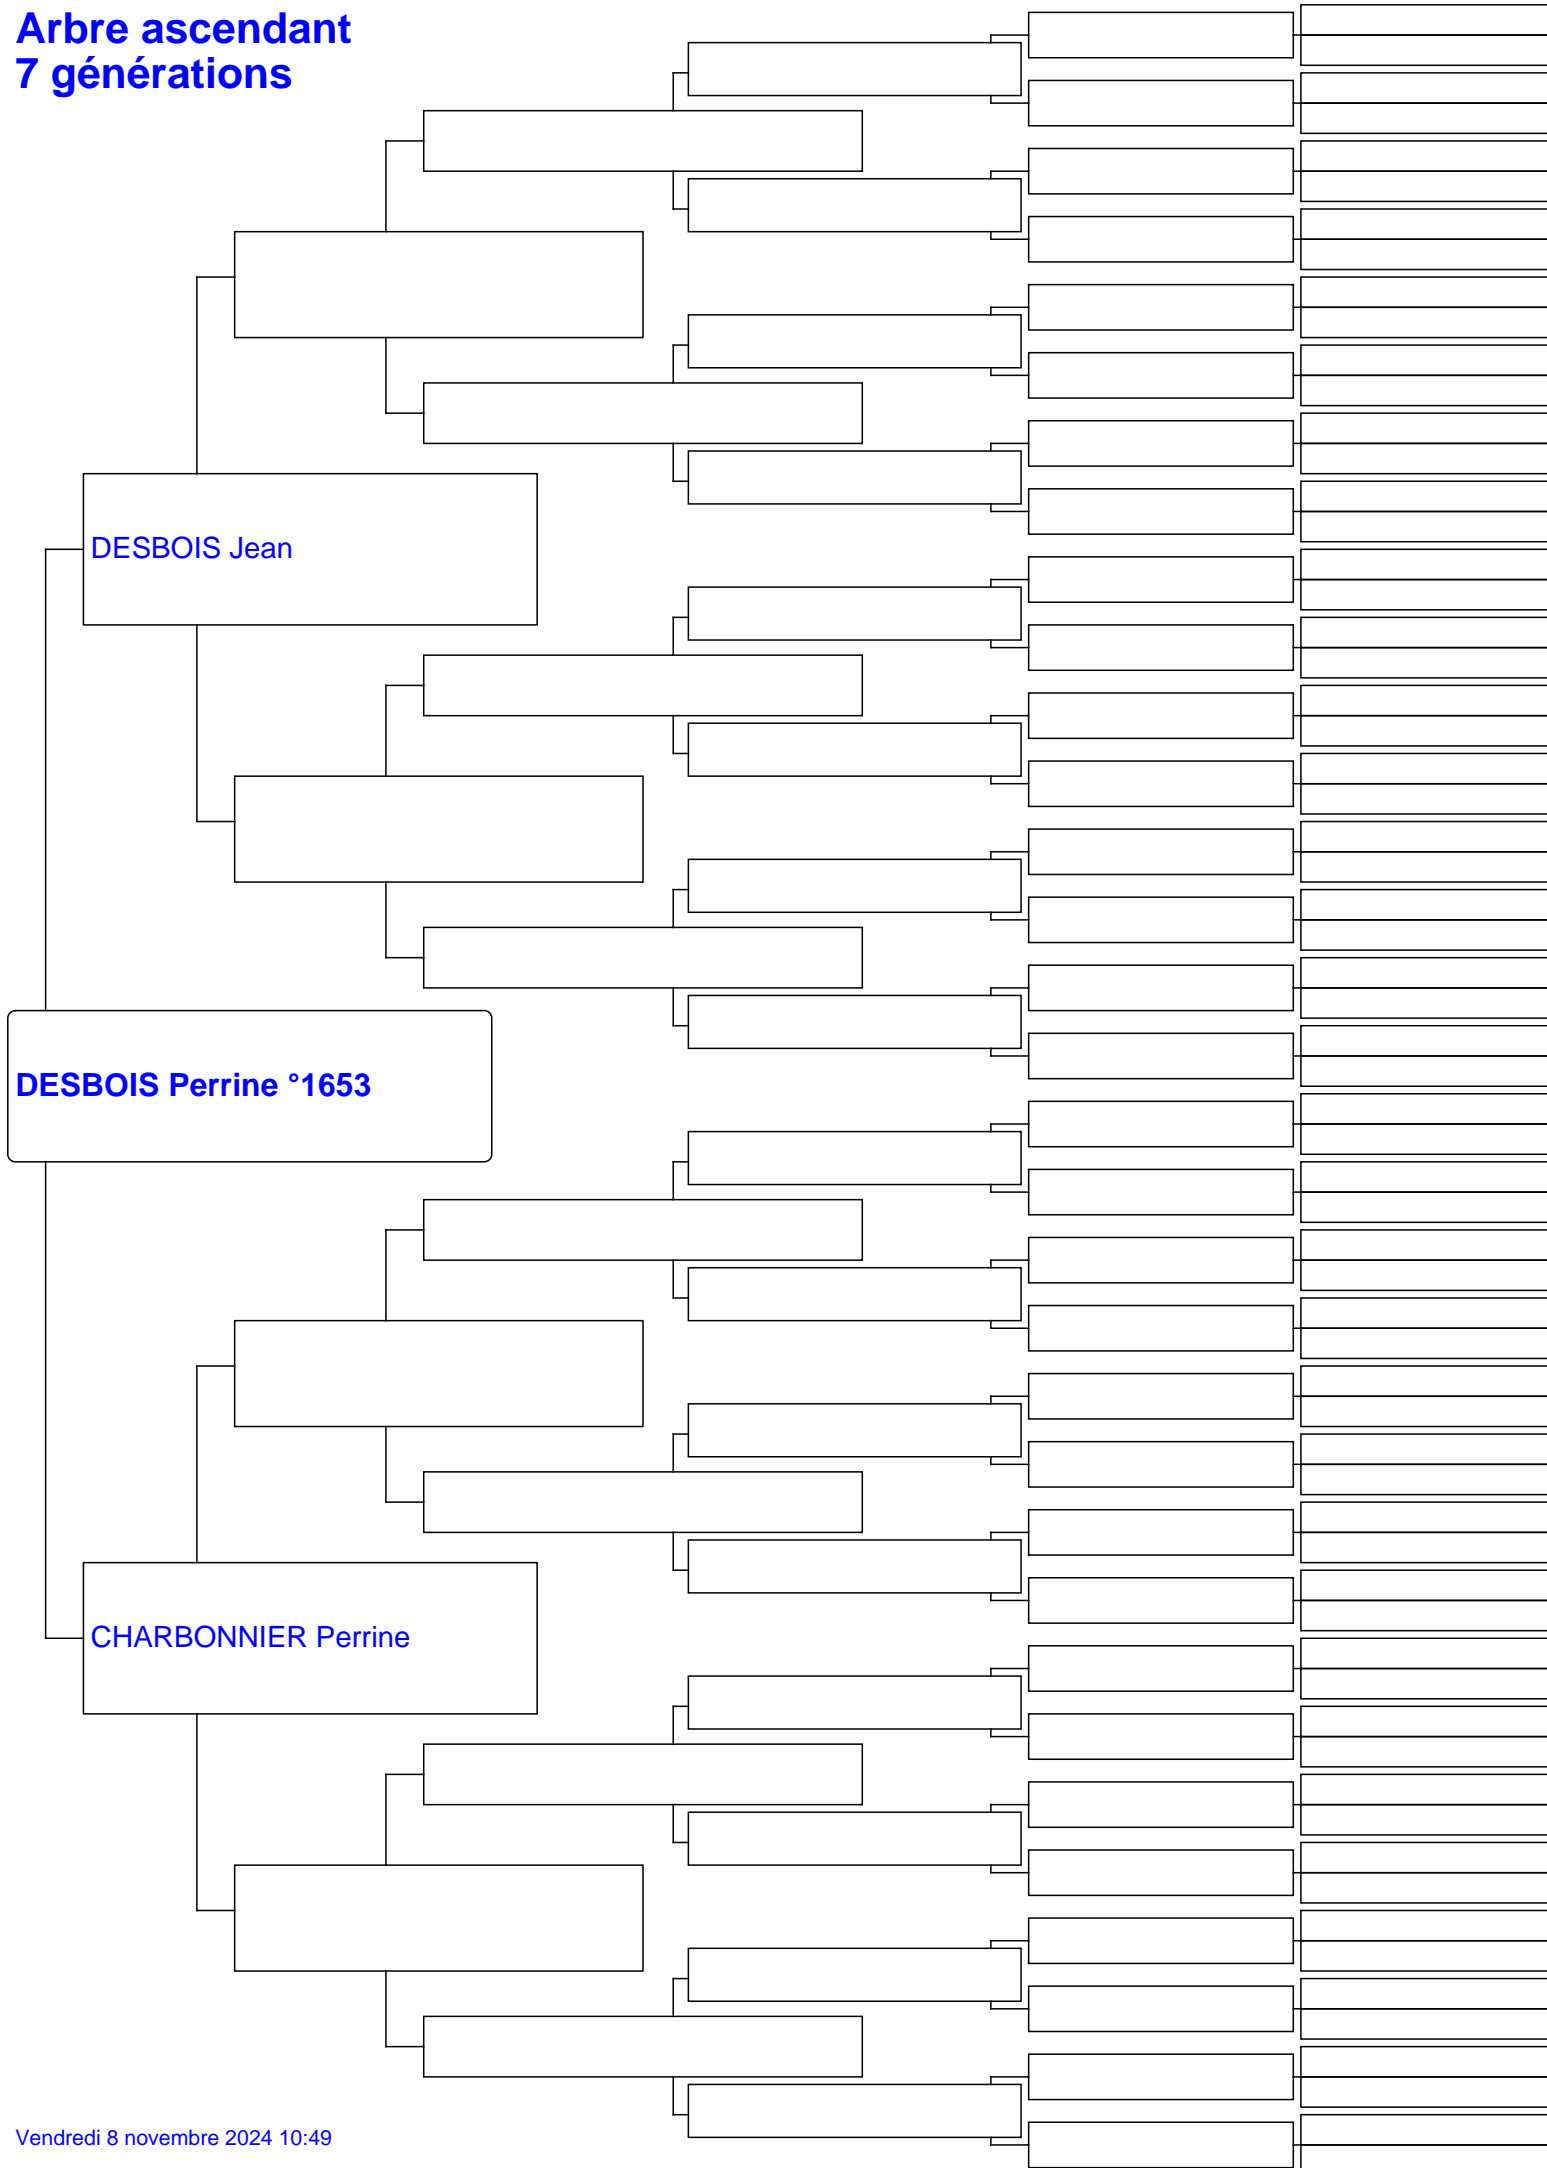 Arbre ascendant
7 générations
DESBOIS Jean
DESBOIS Perrine °1653
CHARBONNIER Perrine
Vendredi 8 novembre 2024 10:49